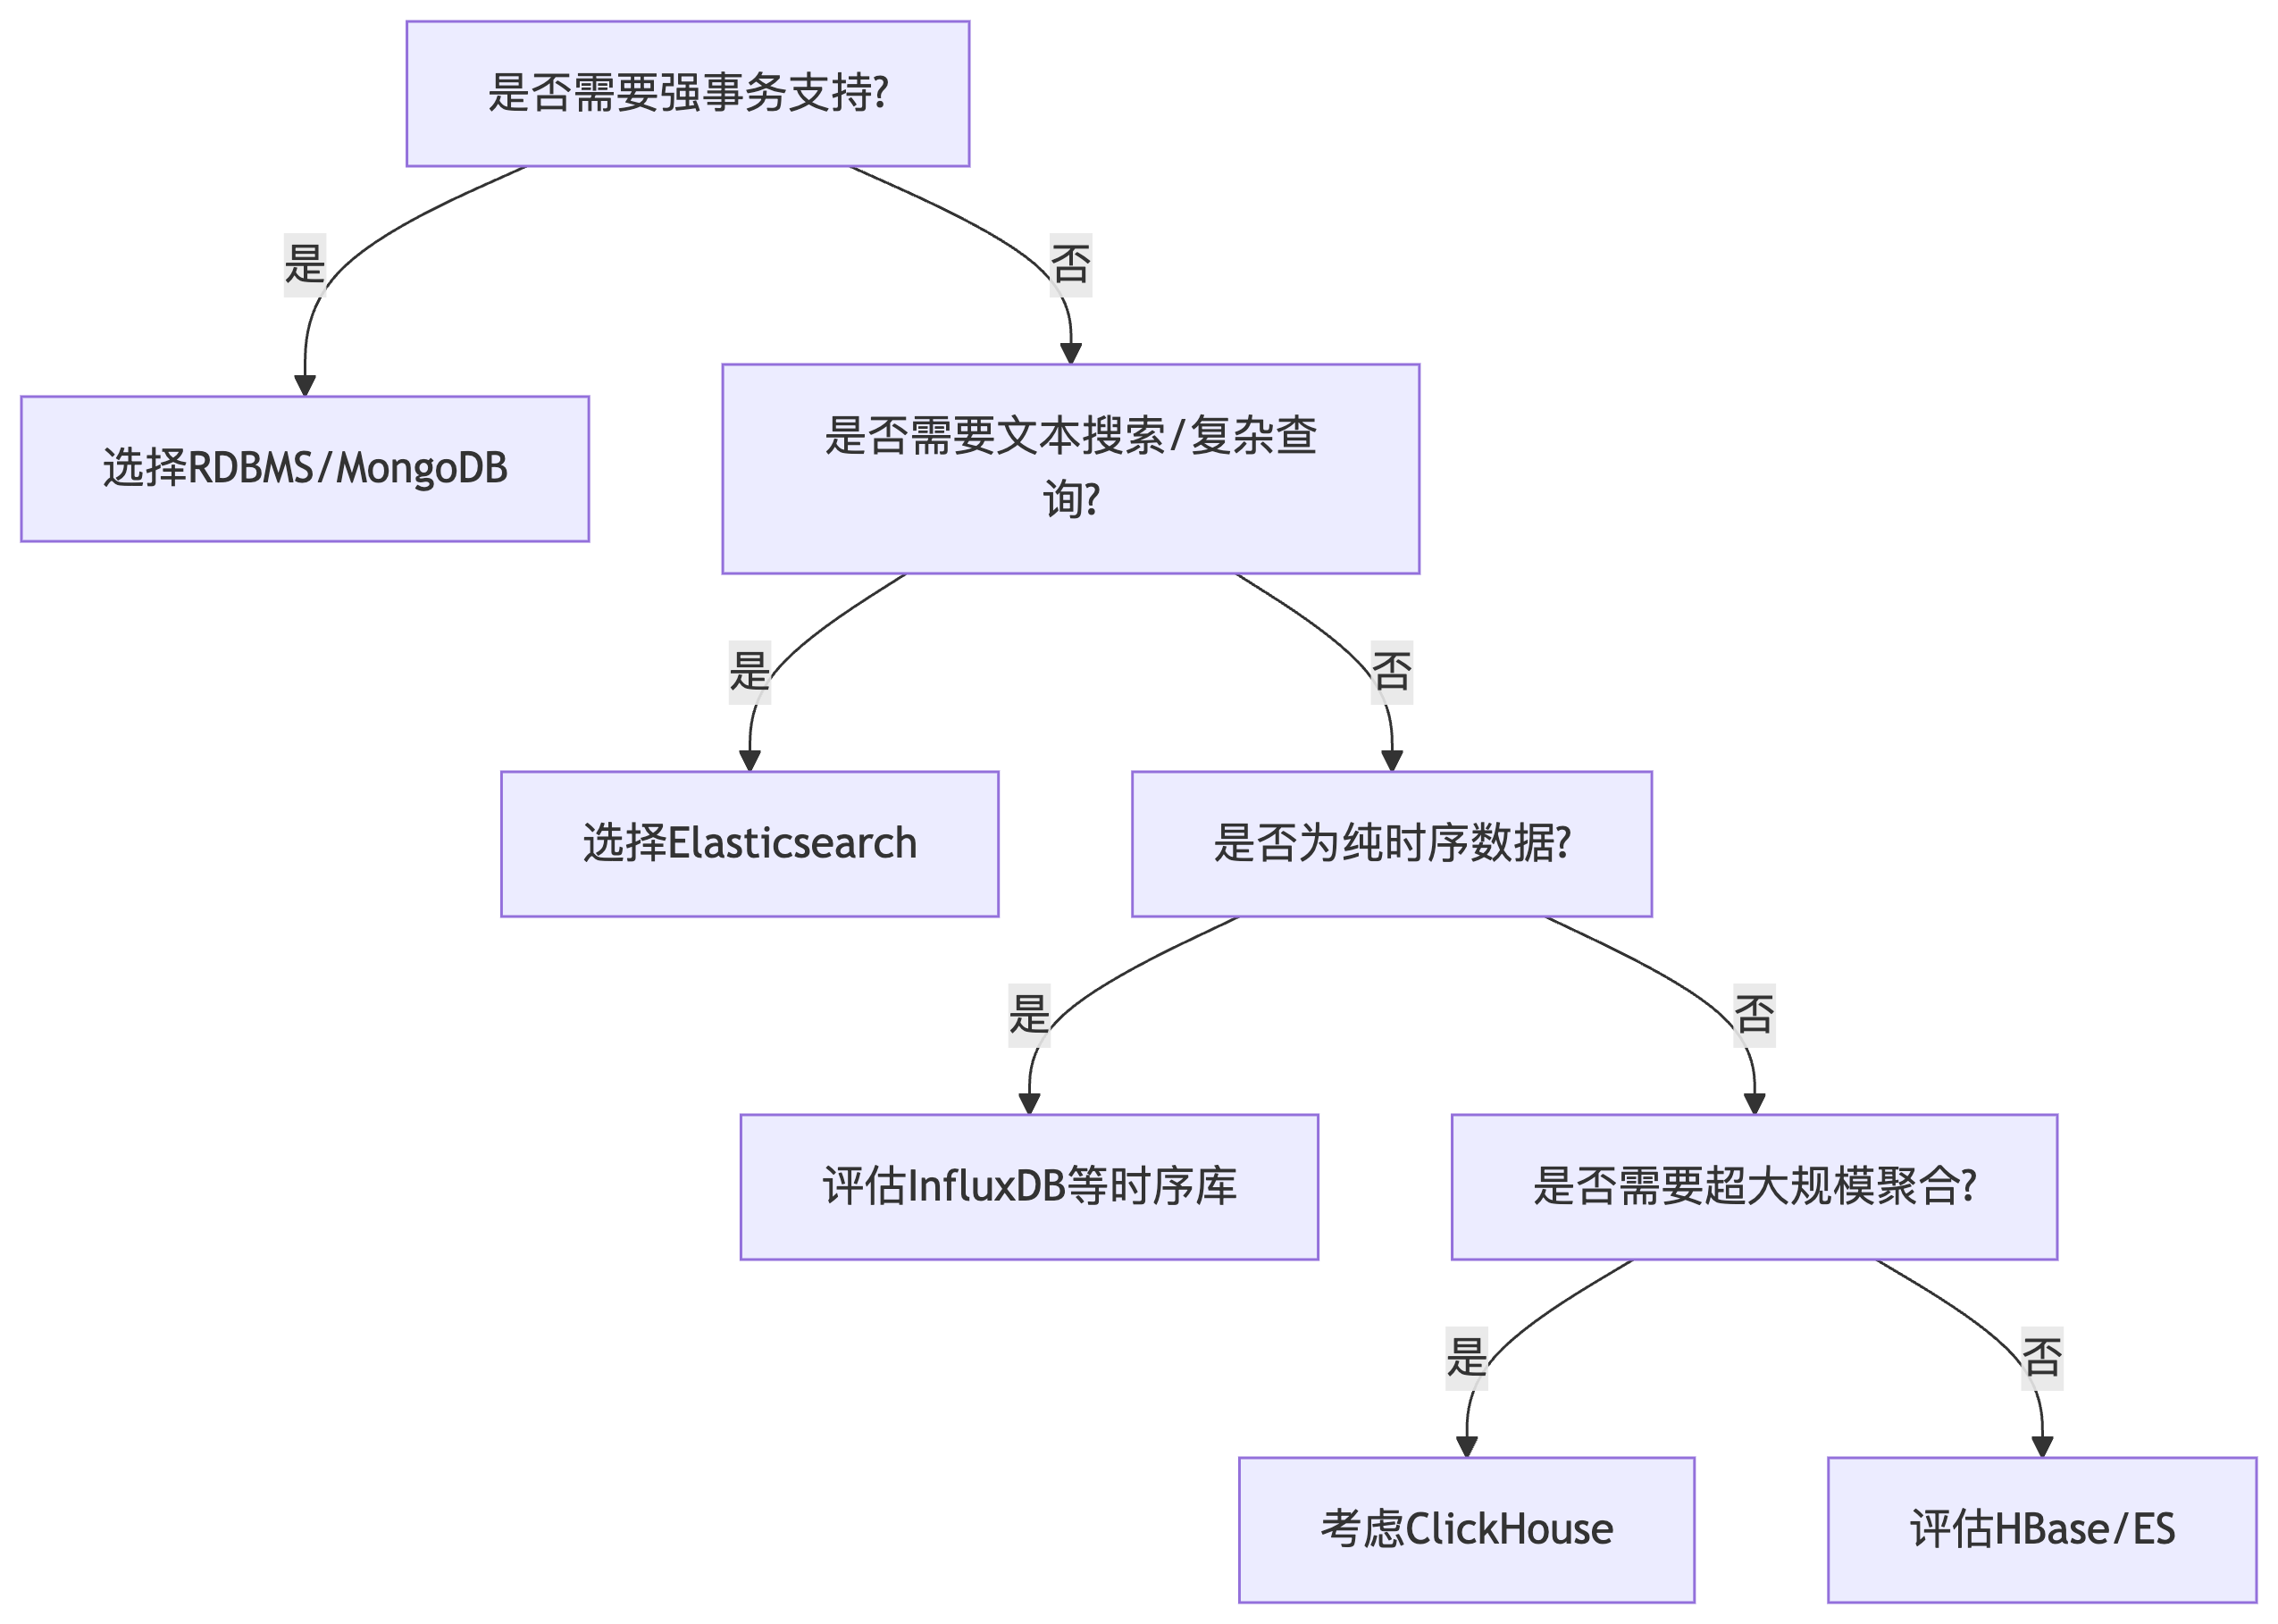 是否需要强事务支持?
是
否
选择RDBMS/MongoDB
是否需要文本搜索/复杂查
询?
是
否
选择Elasticsearch
是否为纯时序数据?
是
否
评估InfluxDB等时序库
是否需要超大规模聚合?
是
否
考虑ClickHouse
评估HBase/ES